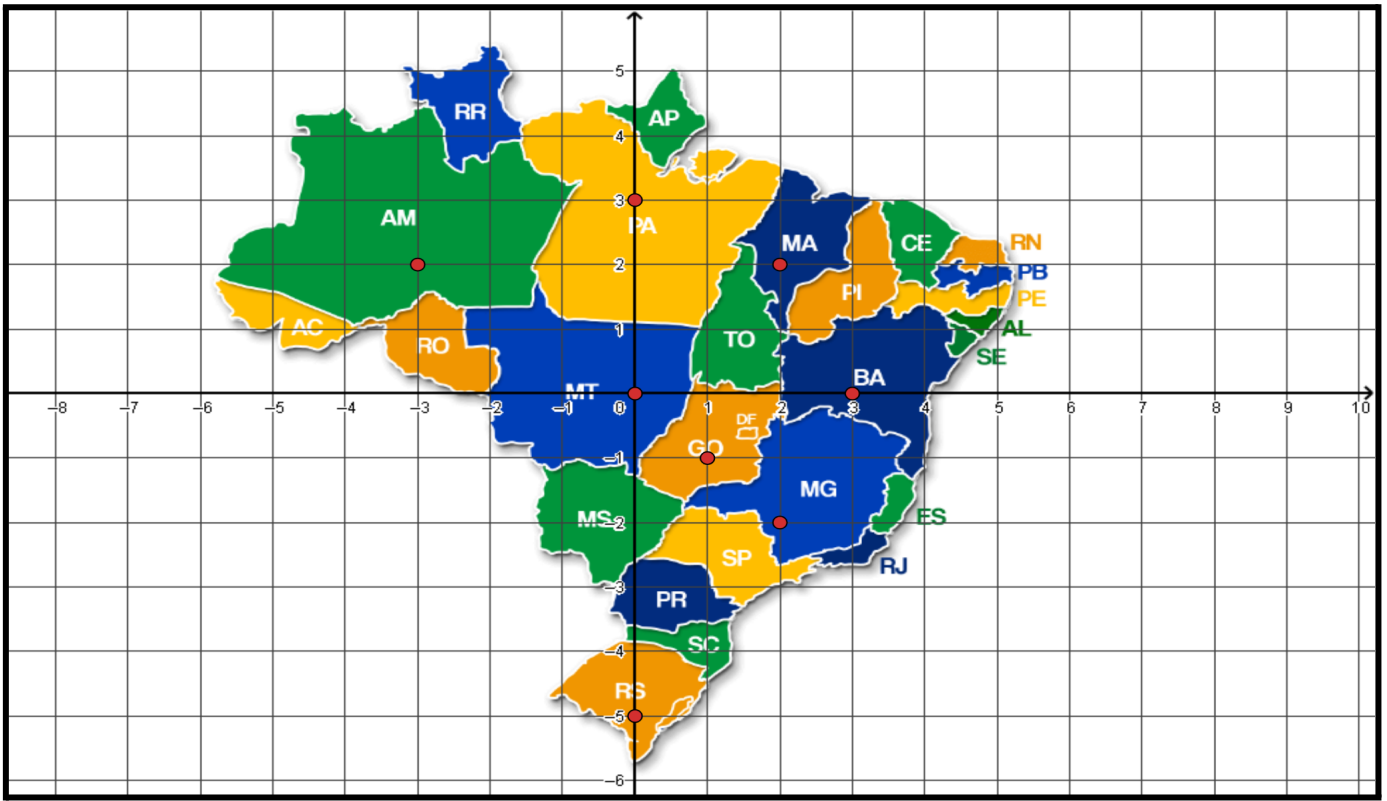 5
RR
AP
4
3
AM
PA
MA
CE
RN
2
PB
PI
PE
AC
1
AL
RO
TO
SE
BA
MT
–8 –7 –6 –5 –4 –3 –2 –1 0 1 2 3 4 5 6 7 8 9 10
DF
GO
–1
MG
MS
–2
ES
SP
RJ
–3
PR
SC
–4
RS
–5
–6